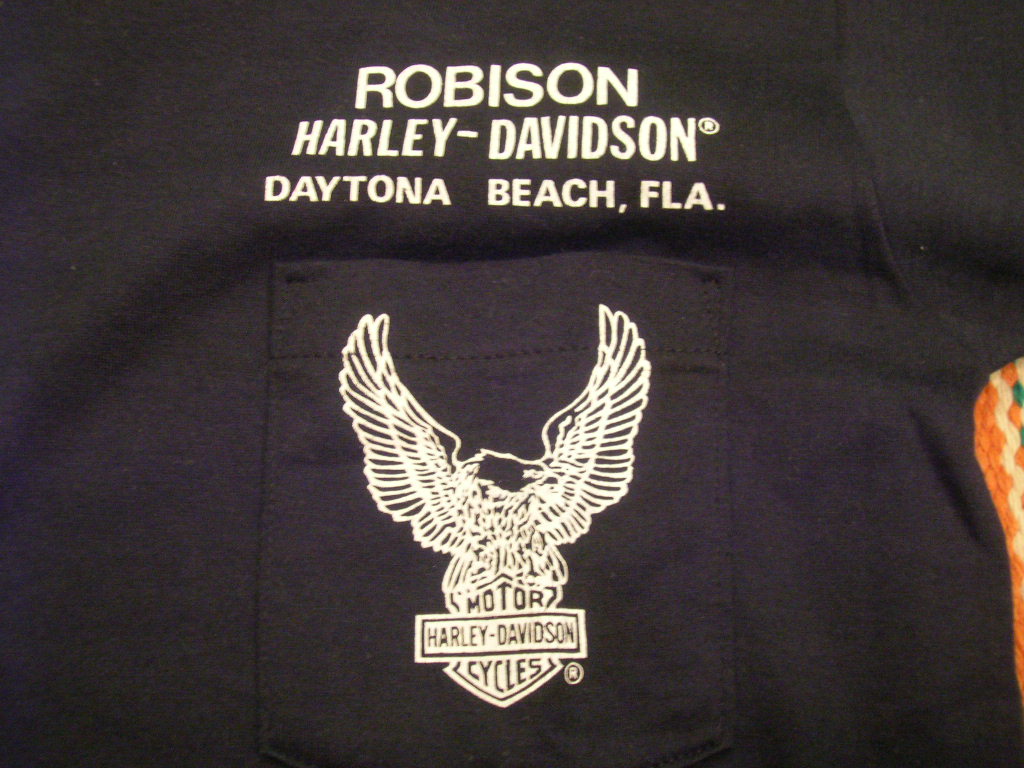 ROBISON
HARLEY-DAVIDSON®
DAYTONA BEACH, FLA.
MOTOR
HARLEY-DAVIDSON
CYCLES ®